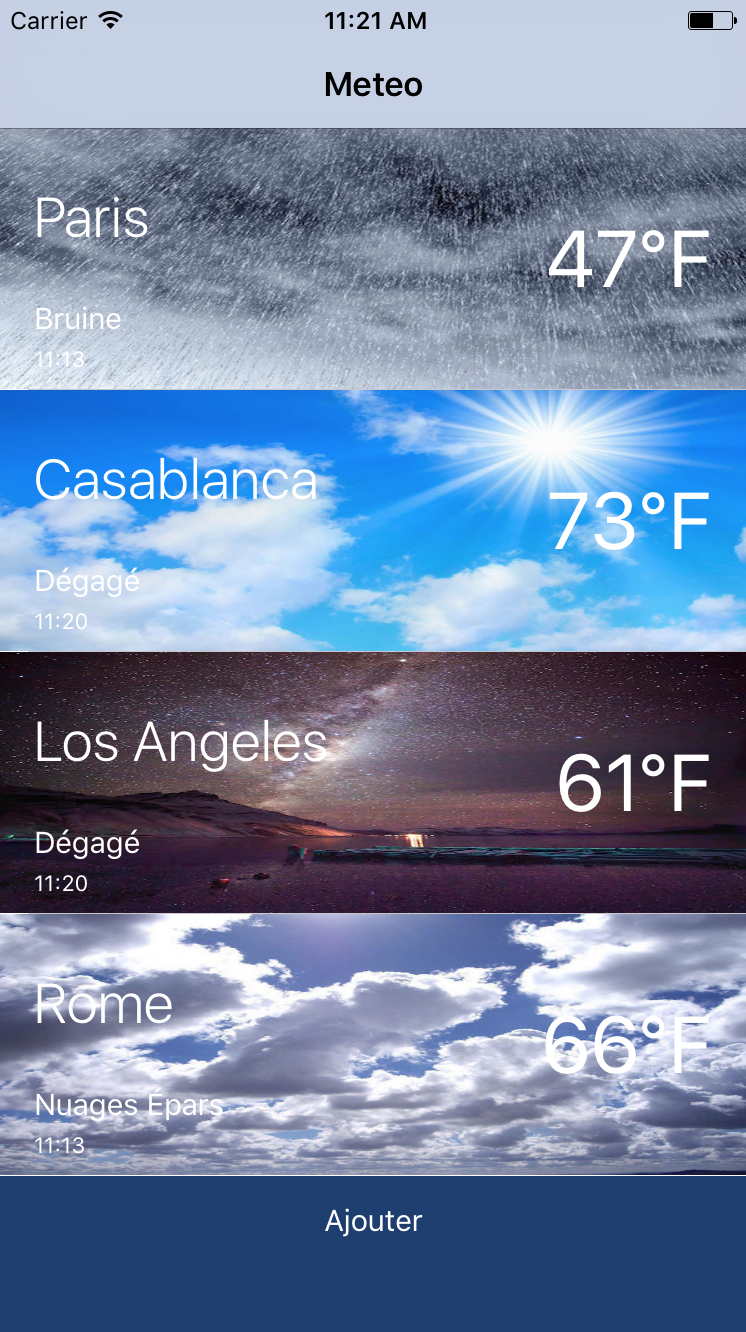 Carrier 11:21 AM
Meteo
Paris
47°F
Bruine
11:13
Casablanca
73°F
Dégagé
11:20
Los Angeles
61°F
Dégagé
11:20
Rome
66°F
Nuages Épars
11:13
Ajouter